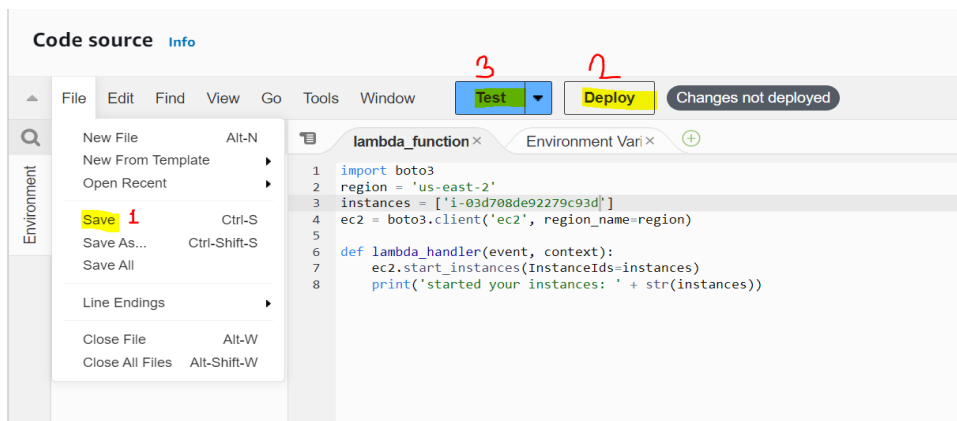 Code source Info
3 2
File Edit Find View Go Tools Window Test Deploy Changes not deployed
New File Alt-N
New From Template
Open Recent
Save 1 Ctrl-S
Save As... Ctrl-Shift-S
Save All
Line Endings
Close File Alt-W
Close All Files Alt-Shift-W
Environment
lambda_function × Environment Vari ×
1 import boto3
2 region = 'us-east-2'
3 instances = ['i-03d708de92279c93d']
4 ec2 = boto3.client('ec2', region_name=region)
5
6 def lambda_handler(event, context):
7 ec2.start_instances(InstanceIds=instances)
8 print('started your instances: ' + str(instances))